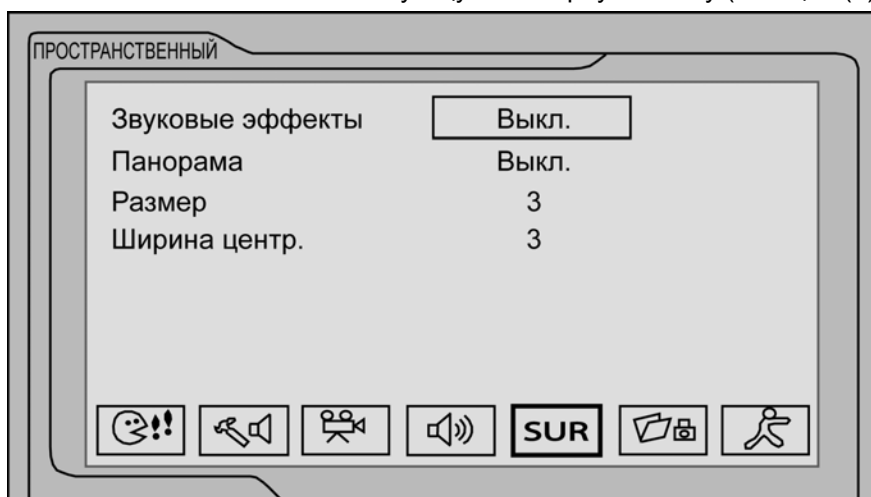 ПРОСТРАНСТВЕННЫЙ
Звуковые эффекты Выкл.
Панорама Выкл.
Размер 3
Ширина центр. 3
SUR